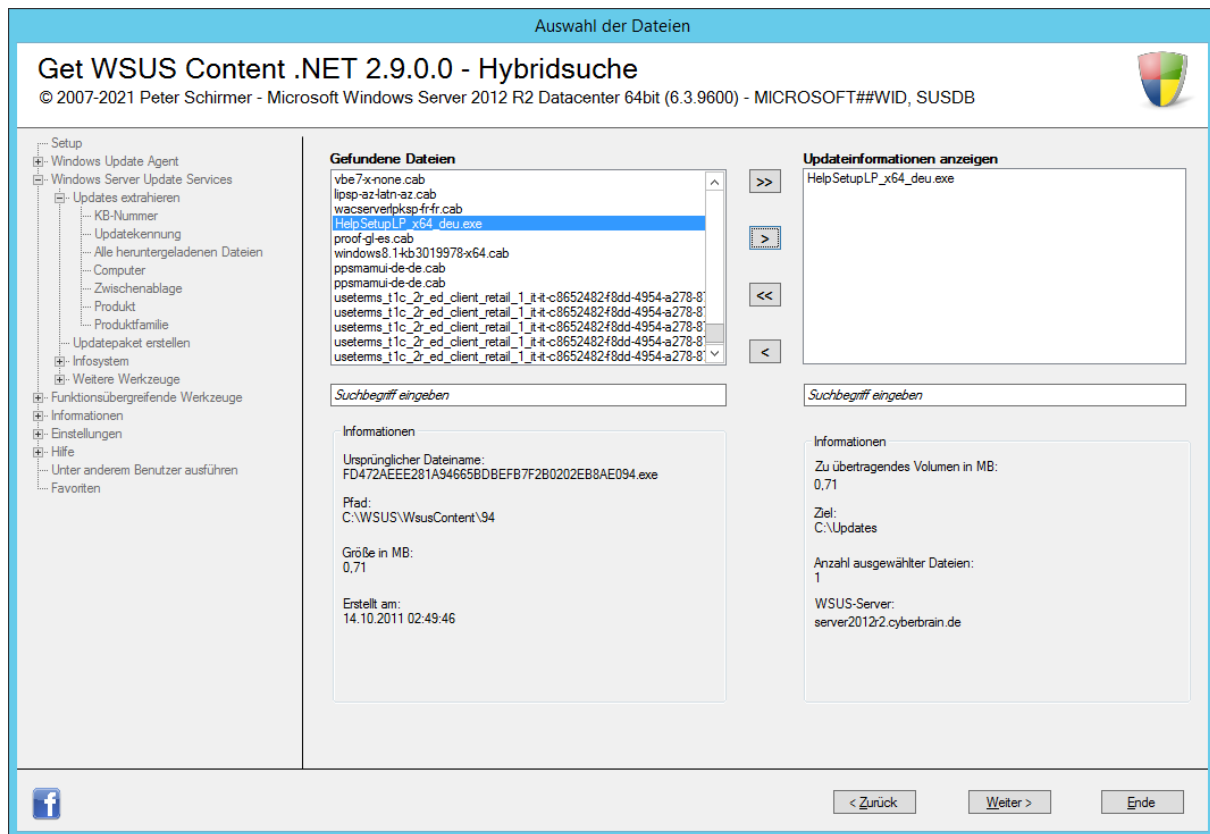 Auswahl der Dateien
Get WSUS Content .NET 2.9.0.0 - Hybridsuche
© 2007-2021 Peter Schirmer - Microsoft Windows Server 2012 R2 Datacenter 64bit (6.3.9600) - MICROSOFT##WID, SUSDB
Setup
Windows Update Agent
Windows Server Update Services
Updates extrahieren
KB-Nummer
Updatekennung
Alle heruntergeladenen Dateien
Computer
Zwischenablage
Produkt
Produktfamilie
Updatepaket erstellen
Infosystem
Weitere Werkzeuge
Funktionsübergreifende Werkzeuge
Informationen
Einstellungen
Hilfe
Unter anderem Benutzer ausführen
Favoriten
Gefundene Dateien
vbe7-x-none.cab
lipsp-az-latn-az.cab
wacserverlpksp-fr-fr.cab
HelpSetupLP_x64_deu.exe
proof-gl-es.cab
windows8.1-kb3019978-x64.cab
ppsmamui-de-de.cab
ppsmamui-de-de.cab
useterms_t1c_2r_ed_client_retail_1_it-it-c8652482-f8dd-4954-a278-87
useterms_t1c_2r_ed_client_retail_1_it-it-c8652482-f8dd-4954-a278-87
useterms_t1c_2r_ed_client_retail_1_it-it-c8652482-f8dd-4954-a278-87
useterms_t1c_2r_ed_client_retail_1_it-it-c8652482-f8dd-4954-a278-87
useterms_t1c_2r_ed_client_retail_1_it-it-c8652482-f8dd-4954-a278-87
Suchbegriff eingeben
Informationen
Ursprünglicher Dateiname:
FD472AEEE281A94665BDBEFB7F2B0202EB8AE094.exe
Pfad:
C:\WSUS\WsusContent\94
Größe in MB:
0,71
Erstellt am:
14.10.2011 02:49:46
>>
>
<<
<
Updateinformationen anzeigen
HelpSetupLP_x64_deu.exe
Suchbegriff eingeben
Informationen
Zu übertragendes Volumen in MB:
0,71
Ziel:
C:\Updates
Anzahl ausgewählter Dateien:
1
WSUS-Server:
server2012r2.cyberbrain.de
< Zurück
Weiter >
Ende